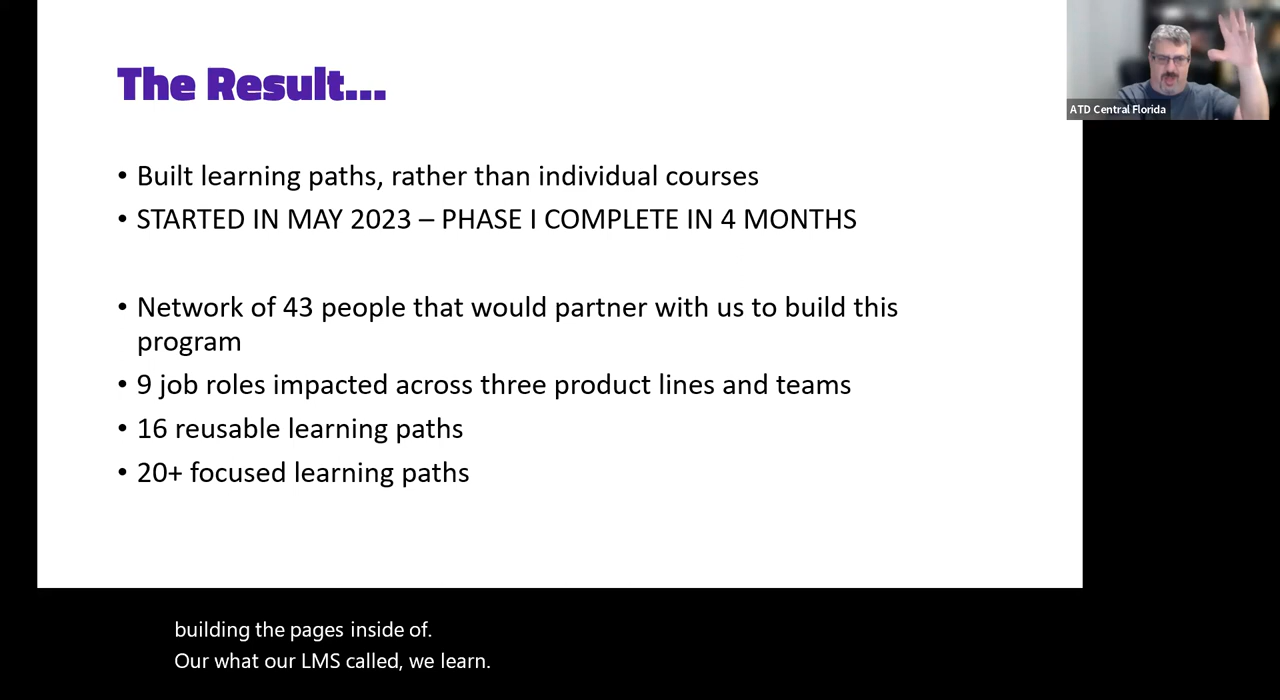 The Result...
• Built learning paths, rather than individual courses
• STARTED IN MAY 2023 – PHASE I COMPLETE IN 4 MONTHS
• Network of 43 people that would partner with us to build this
program
• 9 job roles impacted across three product lines and teams
• 16 reusable learning paths
• 20+ focused learning paths
ATD Central Florida
building the pages inside of.
Our what our LMS called, we learn.